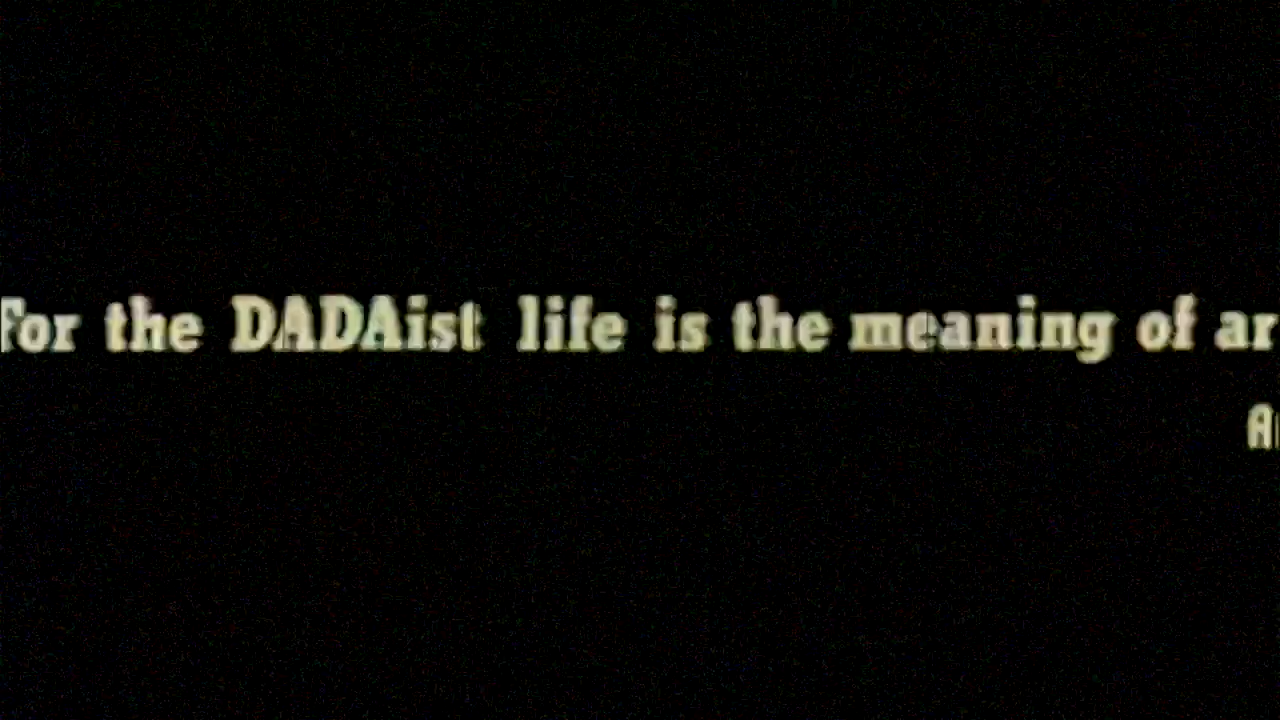 For the DADAist life is the meaning of ar
A